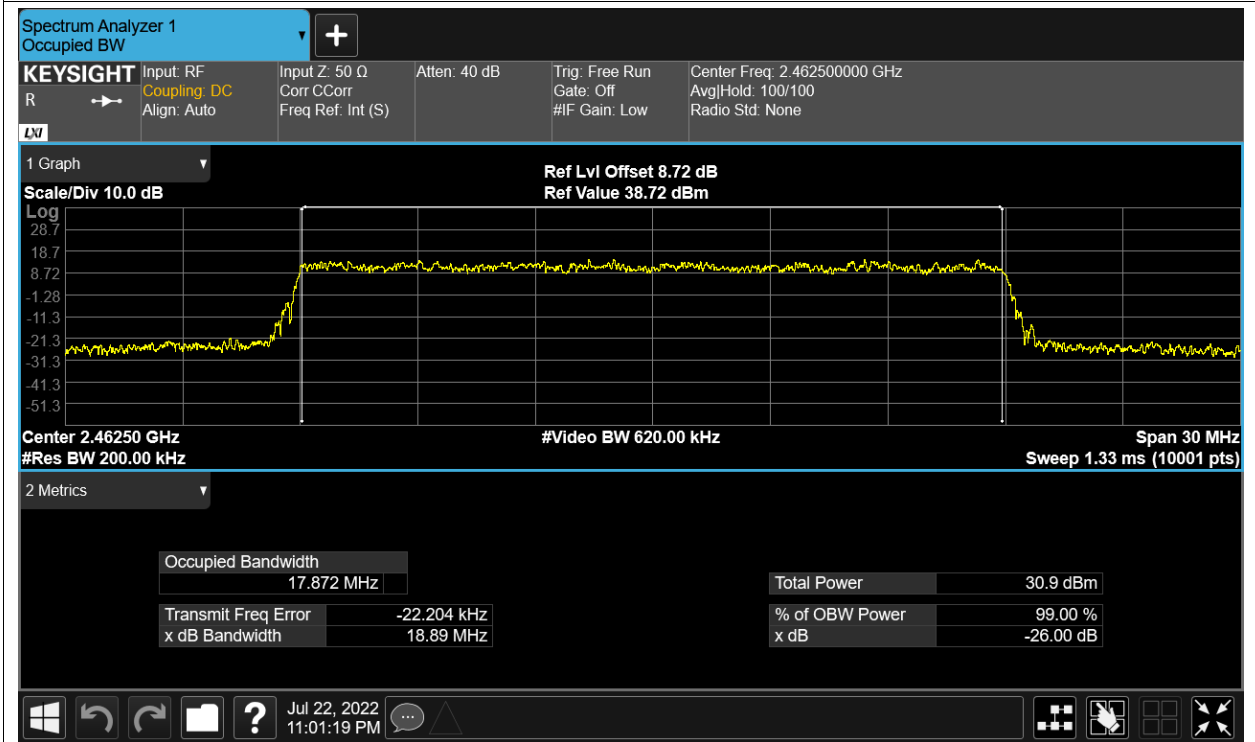 Spectrum Analyzer 1
Occupied BW
KEYSIGHT
R
LXI
Input: RF
Coupling: DC
Align: Auto
Input Z: 50 Ω
Corr CCorr
Freq Ref: Int (S)
Atten: 40 dB
Trig: Free Run
Gate: Off
#IF Gain: Low
Center Freq: 2.462500000 GHz
Avg|Hold: 100/100
Radio Std: None
1 Graph
Scale/Div 10.0 dB
Ref Lvl Offset 8.72 dB
Ref Value 38.72 dBm
Log
28.7
18.7
8.72
-1.28
-11.3
-21.3
-31.3
-41.3
-51.3
Center 2.46250 GHz
#Res BW 200.00 kHz
#Video BW 620.00 kHz
Span 30 MHz
Sweep 1.33 ms (10001 pts)
2 Metrics
Occupied Bandwidth
17.872 MHz
Transmit Freq Error -22.204 kHz
x dB Bandwidth 18.89 MHz
Total Power 30.9 dBm
% of OBW Power 99.00 %
x dB -26.00 dB
?
Jul 22, 2022
11:01:19 PM